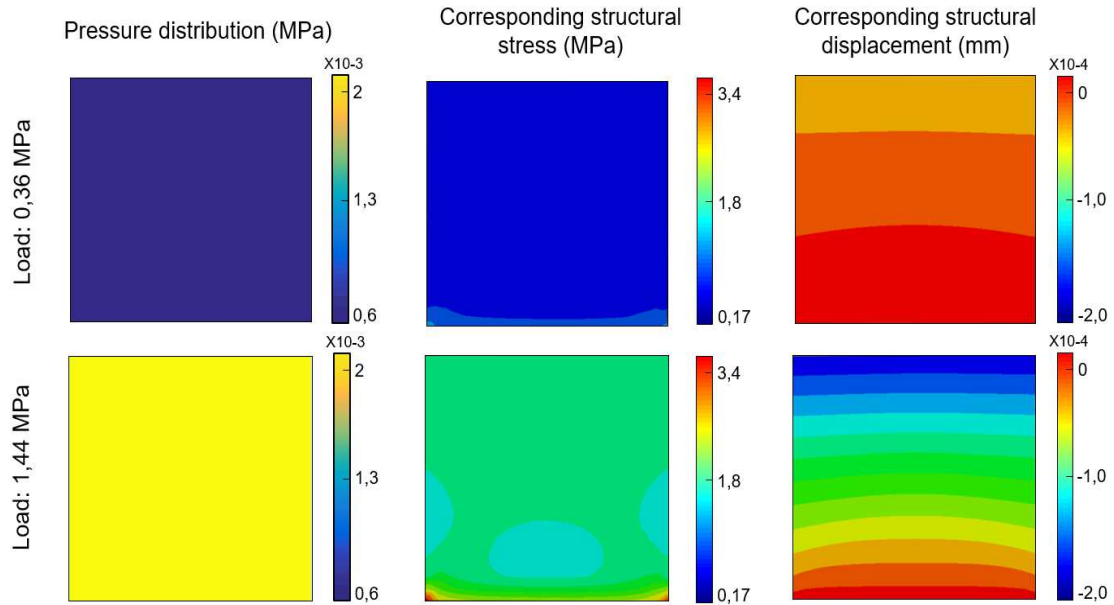 Pressure distribution (MPa)
Corresponding structural
stress (MPa)
Corresponding structural
displacement (mm)
Load: 0,36 MPa
X10-3
2
1,3
0,6
3,4
1,8
0,17
X10-4
0
-1,0
-2,0
Load: 1,44 MPa
X10-3
2
1,3
0,6
3,4
1,8
0,17
X10-4
0
-1,0
-2,0